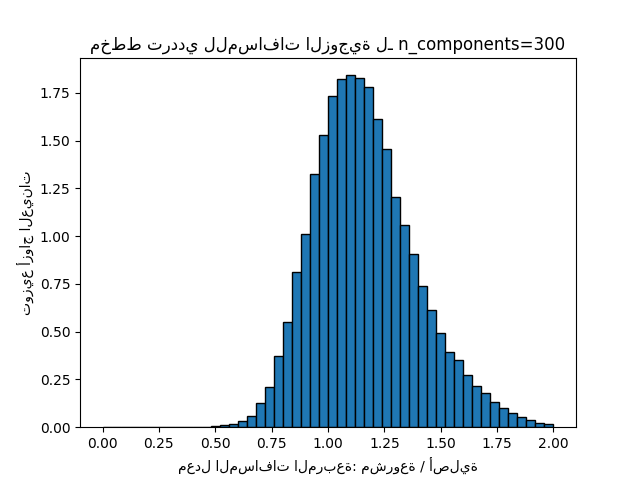 مخطط ترددي للمسافات الزوجية لـ n_components=300
توزيع أزواج العينات
1.75
1.50
1.25
1.00
0.75
0.50
0.25
0.00
0.00 0.25 0.50 0.75 1.00 1.25 1.50 1.75 2.00
معدل المسافات المربعة: مشروعة / أصلية